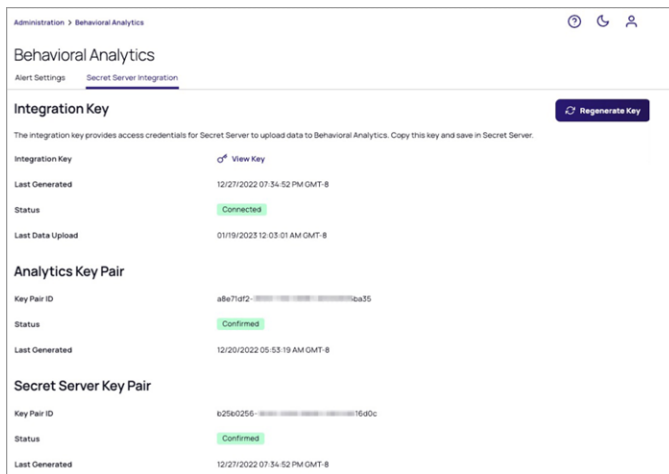 Administration > Behavioral Analytics
Behavioral Analytics
Alert Settings Secret Server Integration
Integration Key
Regenerate Key
The integration key provides access credentials for Secret Server to upload data to Behavioral Analytics. Copy this key and save in Secret Server.
Integration Key View Key
Last Generated 12/27/2022 07:34:52 PM GMT-8
Status Connected
Last Data Upload 01/19/2023 12:03:01 AM GMT-8
Analytics Key Pair
Key Pair ID a8e71df2- ba35
Status Confirmed
Last Generated 12/20/2022 05:53:19 AM GMT-8
Secret Server Key Pair
Key Pair ID b25b0256- 16d0c
Status Confirmed
Last Generated 12/27/2022 07:34:52 PM GMT-8